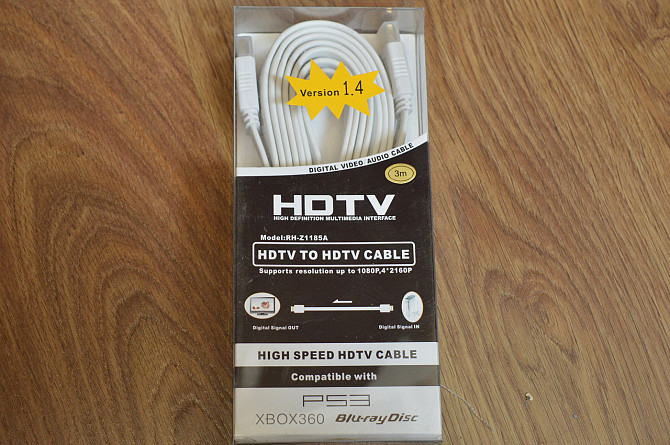 Version 1.4
DIGITAL VIDEO AUDIO CABLE
3m
HDTV
HIGH DEFINITION MULTIMEDIA INTERFACE
Model:RH-Z1185A
HDTV TO HDTV CABLE
Supports resolution up to 1080P,4*2160P
Digital Signal OUT
Digital Signal IN
HIGH SPEED HDTV CABLE
Compatible with
PS3
XBOX360 Blu-ray Disc